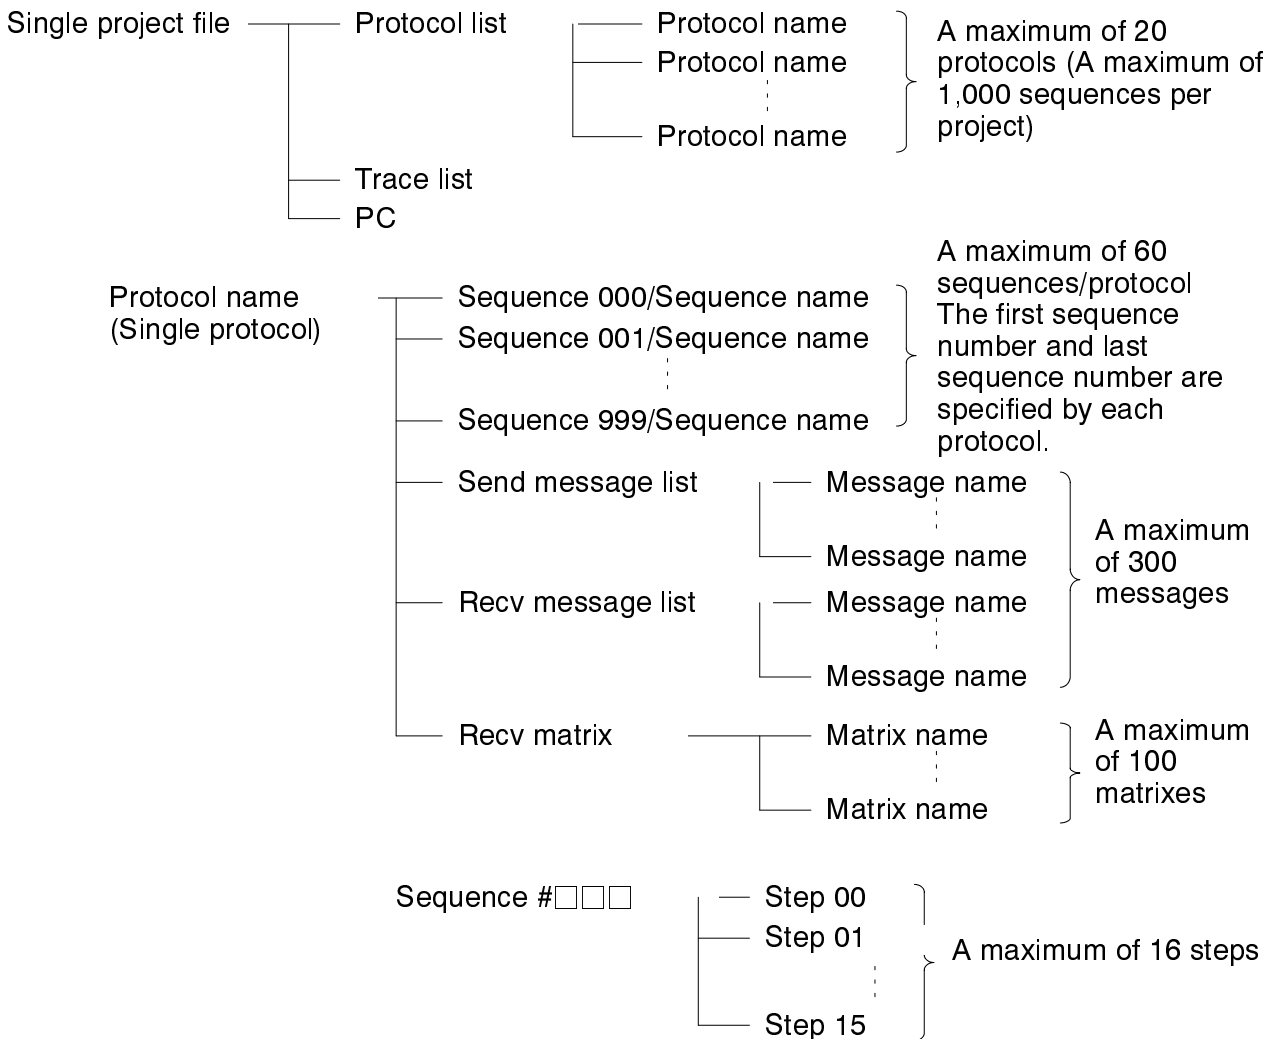 Single project file
Protocol list
Protocol name
Protocol name
Protocol name
A maximum of 20
protocols (A maximum of
1,000 sequences per
project)
Trace list
PC
Protocol name
(Single protocol)
Sequence 000/Sequence name
Sequence 001/Sequence name
Sequence 999/Sequence name
A maximum of 60
sequences/protocol
The first sequence
number and last
sequence number are
specified by each
protocol.
Send message list
Message name
Message name
Recv message list
Message name
Message name
A maximum
of 300
messages
Recv matrix
Matrix name
Matrix name
A maximum
of 100
matrixes
Sequence #□□□
Step 00
Step 01
Step 15
A maximum of 16 steps